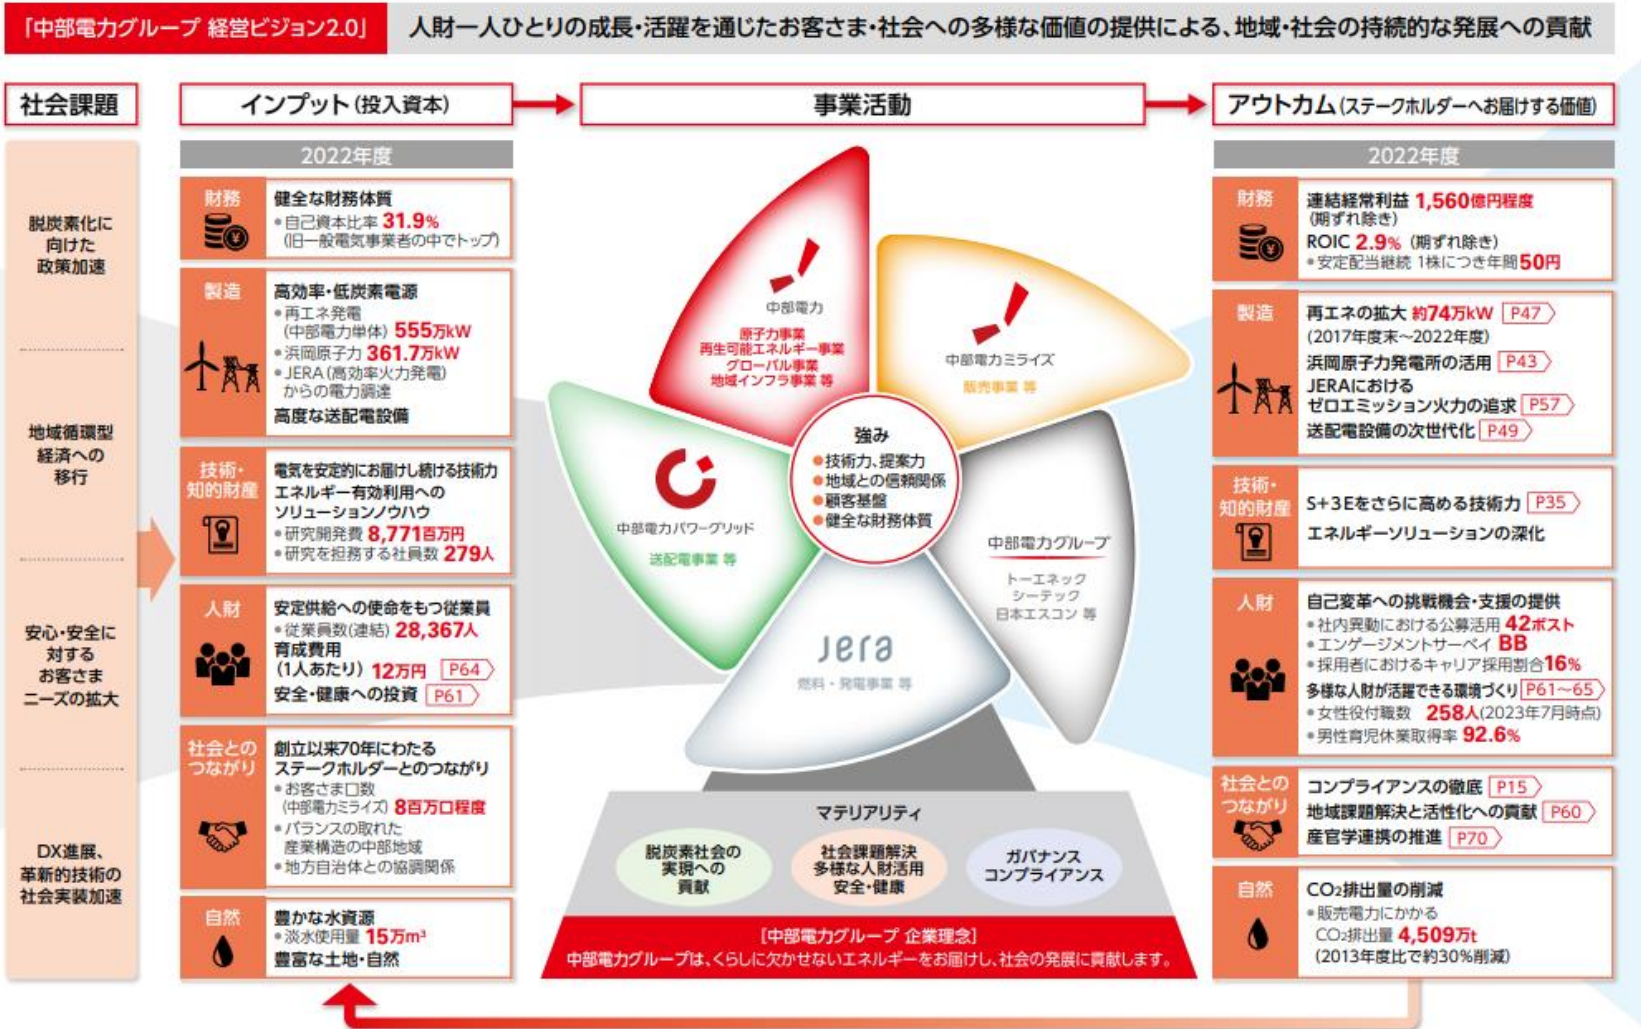 「中部電力グループ 経営ビジョン2.0」
人財一人ひとりの成長・活躍を通じたお客さま・社会への多様な価値の提供による、地域・社会の持続的な発展への貢献
社会課題
脱炭素化に
向けた
政策加速
地域循環型
経済への
移行
安心・安全に
対する
お客さま
ニーズの拡大
DX進展、
革新的技術の
社会実装加速
インプット（投入資本）
2022年度
財務
健全な財務体質
•自己資本比率 31.9%
（旧一般電気事業者の中でトップ）
製造
高効率・低炭素電源
•再エネ発電
（中部電力単体） 555万kW
•浜岡原子力 361.7万kW
•JERA（高効率火力発電）
からの電力調達
高度な送配電設備
技術・
知的財産
電気を安定的にお届けし続ける技術力
エネルギー有効利用への
ソリューションノウハウ
•研究開発費 8,771百万円
•研究を担務する社員数 279人
人財
安定供給への使命をもつ従業員
•従業員数(連結) 28,367人
育成費用
（1人あたり） 12万円 P64
安全・健康への投資 P61
社会との
つながり
創立以来70年にわたる
ステークホルダーとのつながり
•お客さま口数
（中部電力ミライズ） 8百万口程度
•バランスの取れた
産業構造の中部地域
•地方自治体との協調関係
自然
豊かな水資源
•淡水使用量 15万m³
豊富な土地・自然
事業活動
中部電力
原子力事業
再生可能エネルギー事業
グローバル事業
地域インフラ事業 等
中部電力ミライズ
販売事業 等
中部電力パワーグリッド
送配電事業 等
強み
●技術力、提案力
●地域との信頼関係
●顧客基盤
●健全な財務体質
中部電力グループ
トーエネック
シーテック
日本エスコン 等
Jera
燃料・発電事業 等
マテリアリティ
脱炭素社会の
実現への
貢献
社会課題解決
多様な人財活用
安全・健康
ガバナンス
コンプライアンス
［中部電力グループ 企業理念］
中部電力グループは、くらしに欠かせないエネルギーをお届けし、社会の発展に貢献します。
アウトカム（ステークホルダーへお届けする価値）
2022年度
財務
連結経常利益 1,560億円程度
（期ずれ除き）
ROIC 2.9%（期ずれ除き）
•安定配当継続 1株につき年間50円
製造
再エネの拡大 約74万kW P47
（2017年度末～2022年度）
浜岡原子力発電所の活用 P43
JERAにおける
ゼロエミッション火力の追求 P57
送配電設備の次世代化 P49
技術・
知的財産
S+3Eをさらに高める技術力 P35
エネルギーソリューションの深化
人財
自己変革への挑戦機会・支援の提供
•社内異動における公募活用 42ポスト
•エンゲージメントサーベイ BB
•採用者におけるキャリア採用割合16%
多様な人財が活躍できる環境づくり P61～65
•女性役付職数 258人(2023年7月時点)
•男性育児休業取得率 92.6%
社会との
つながり
コンプライアンスの徹底 P15
地域課題解決と活性化への貢献 P60
産官学連携の推進 P70
自然
CO₂排出量の削減
•販売電力にかかる
CO₂排出量 4,509万t
（2013年度比で約30%削減）